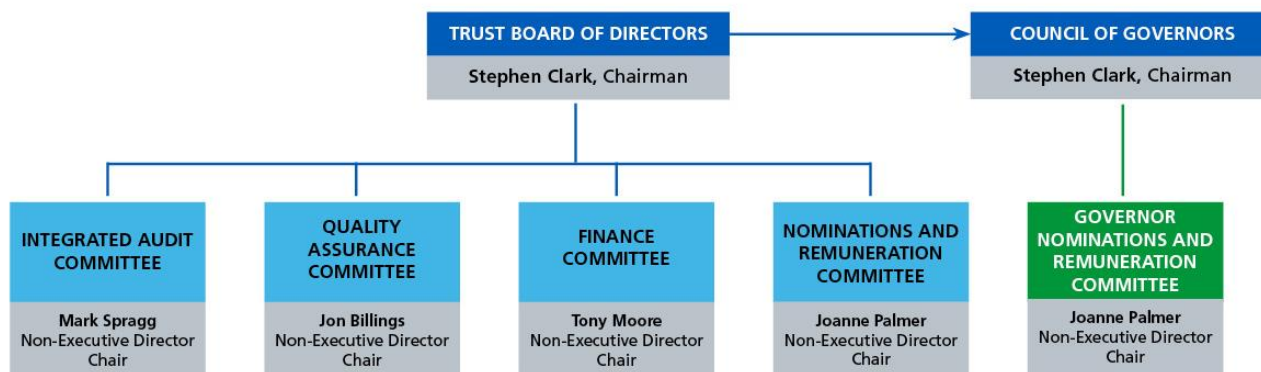 TRUST BOARD OF DIRECTORS
Stephen Clark, Chairman
COUNCIL OF GOVERNORS
Stephen Clark, Chairman
INTEGRATED AUDIT
COMMITTEE
Mark Spragg
Non-Executive Director
Chair
QUALITY
ASSURANCE
COMMITTEE
Jon Billings
Non-Executive Director
Chair
FINANCE
COMMITTEE
Tony Moore
Non-Executive Director
Chair
NOMINATIONS AND
REMUNERATION
COMMITTEE
Joanne Palmer
Non-Executive Director
Chair
GOVERNOR
NOMINATIONS AND
REMUNERATION
COMMITTEE
Joanne Palmer
Non-Executive Director
Chair